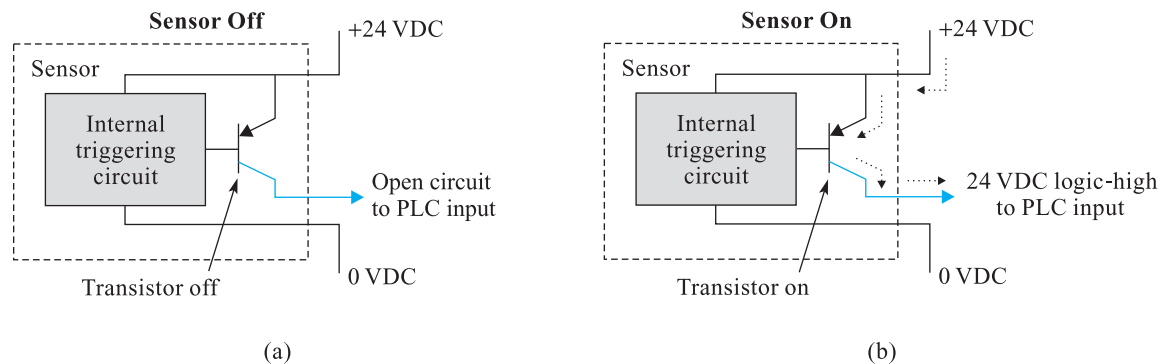 Sensor Off
+24 VDC
Sensor
Internal
triggering
circuit
Open circuit
to PLC input
0 VDC
Transistor off
(a)
Sensor On
+24 VDC
Sensor
Internal
triggering
circuit
24 VDC logic-high
to PLC input
0 VDC
Transistor on
(b)